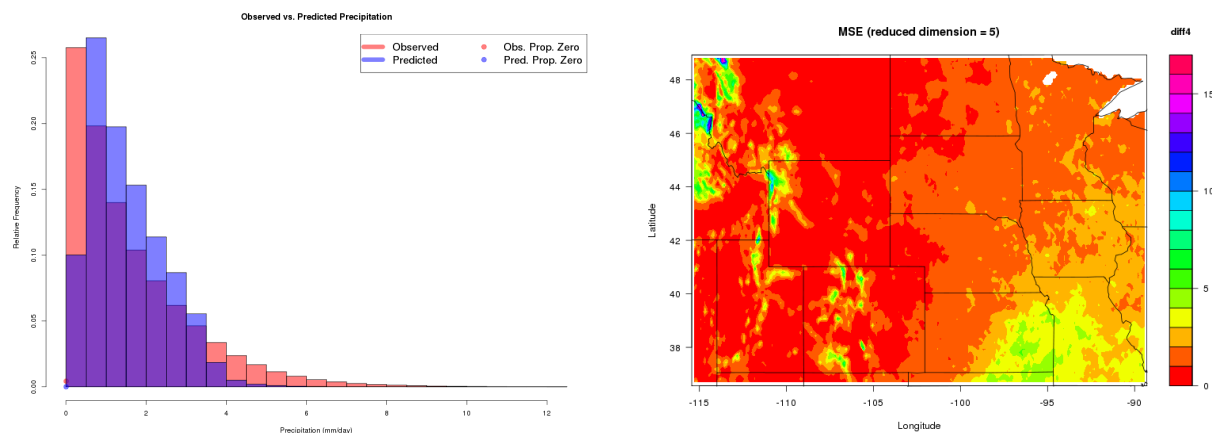 Observed vs. Predicted Precipitation
Observed
Predicted
Obs. Prop. Zero
Pred. Prop. Zero
Relative Frequency
0.25
0.20
0.15
0.10
0.05
0.00
0 2 4 6 8 10 12
Precipitation (mm/day)
MSE (reduced dimension = 5)
diff4
Latitude
48
46
44
42
40
38
-115 -110 -105 -100 -95 -90
Longitude
15
10
5
0